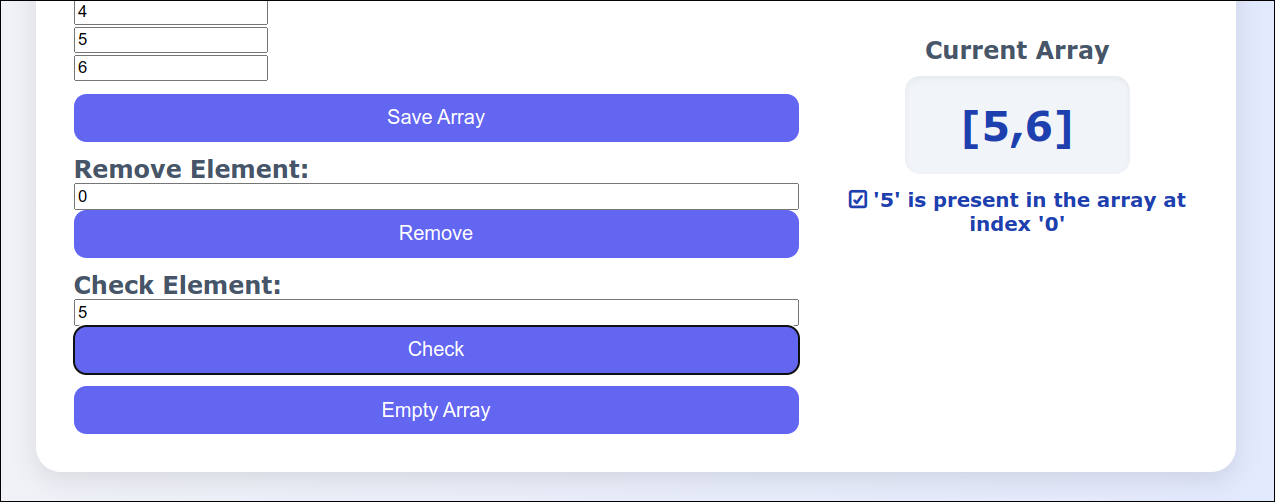 4
5
6
Save Array
Remove Element:
0
Remove
Check Element:
5
Check
Empty Array
Current Array
[5,6]
'5' is present in the array at
index '0'